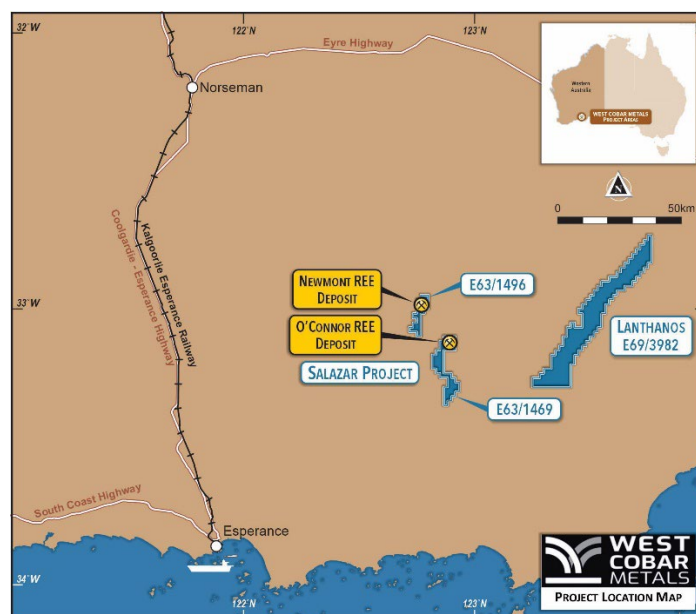 32°W
122°N
123°N
Eyre Highway
Norseman
Western
Australia
WEST COBAR METALS
PROJECT AREAS
N
0
50km
Coolgardie - Esperance Highway
Kalgoorlie Esperance Railway
NEWMONT REE
DEPOSIT
E63/1496
33°W
O'CONNOR REE
DEPOSIT
LANTHANOS
E69/3982
SALAZAR PROJECT
E63/1469
South Coast Highway
Esperance
34°W
122°N
123°N
WEST
COBAR
METALS
PROJECT LOCATION MAP